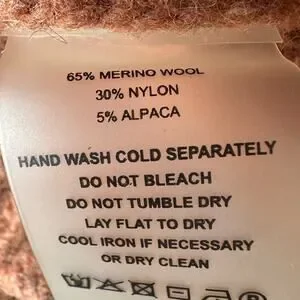 65% MERINO WOOL
30% NYLON
5% ALPACA
HAND WASH COLD SEPARATELY
DO NOT BLEACH
DO NOT TUMBLE DRY
LAY FLAT TO DRY
COOL IRON IF NECESSARY
OR DRY CLEAN